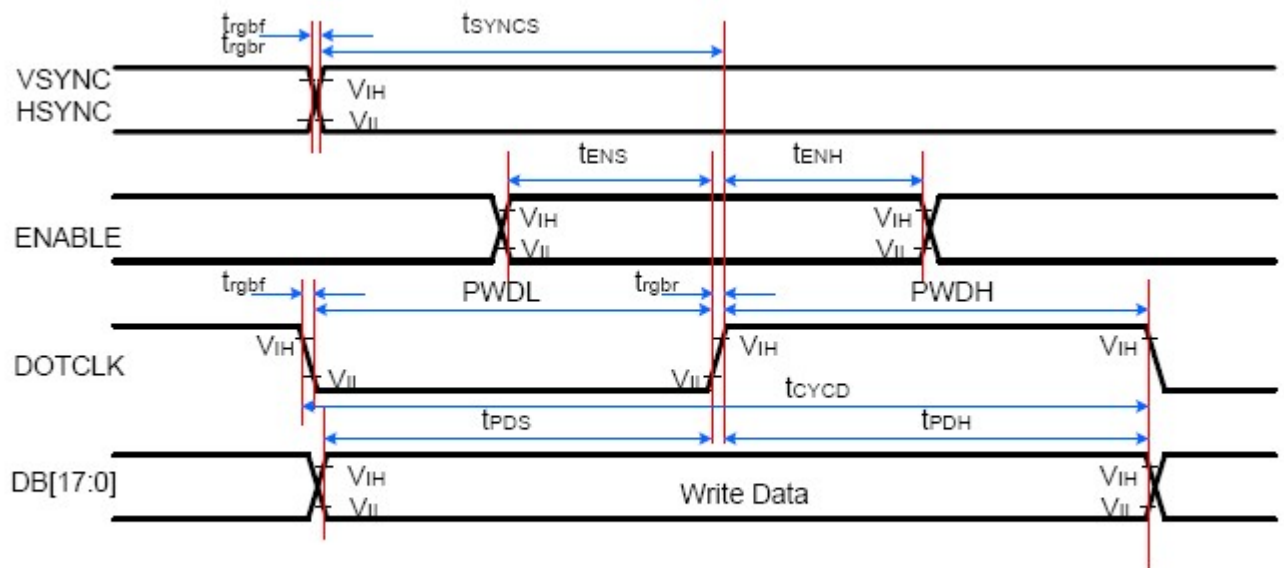 trgbf
trgbr
tSYNCS
VSYNC
HSYNC
VIH
VIL
tENS
tENH
ENABLE
VIH
VIL
VIH
VIL
trgbf
PWDL
trgbr
PWDH
DOTCLK
VIH
VIL
VIL
VIH
VIH
tCYCD
tPDS
tPDH
DB[17:0]
VIH
VIL
Write Data
VIH
VIL